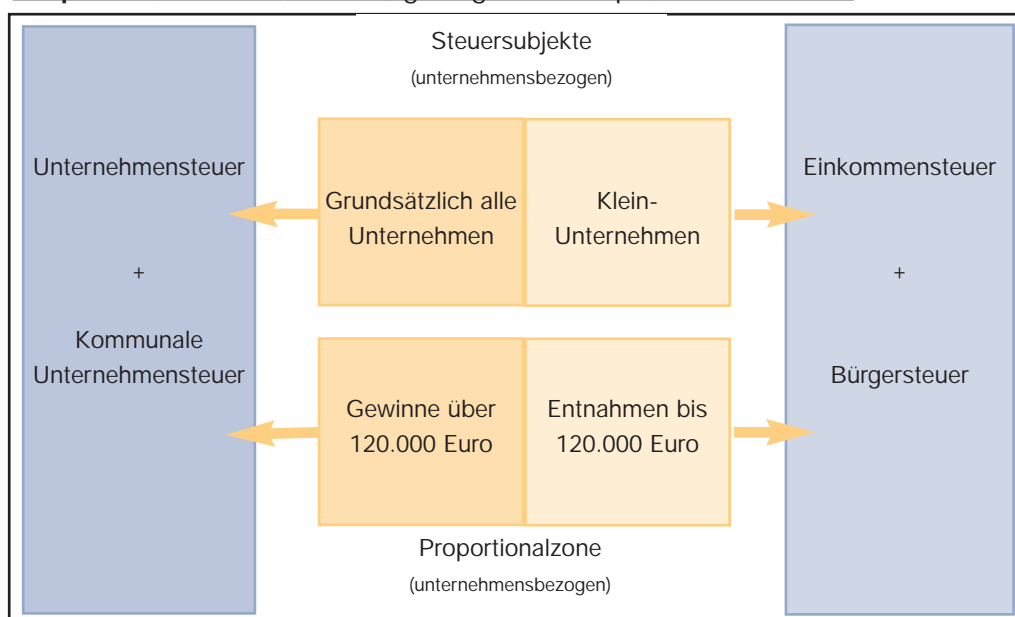 Steuersubjekte
(unternehmensbezogen)
Unternehmensteuer
+
Kommunale
Unternehmensteuer
Grundsätzlich alle
Unternehmen
Klein-
Unternehmen
Einkommensteuer
+
Bürgersteuer
Gewinne über
120.000 Euro
Entnahmen bis
120.000 Euro
Proportionalzone
(unternehmensbezogen)